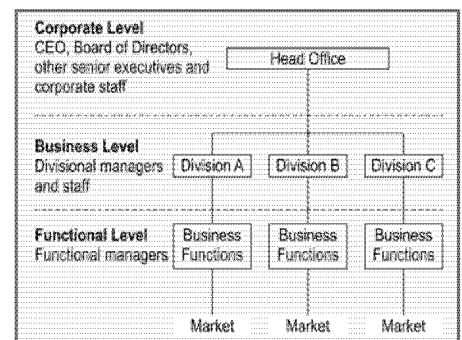 Corporate Level
CEO, Board of Directors,
other senior executives and
corporate staff
Head Office
Business Level
Divisional managers
and staff
Division A
Division B
Division C
Functional Level
Functional managers
Business
Functions
Business
Functions
Business
Functions
Market
Market
Market